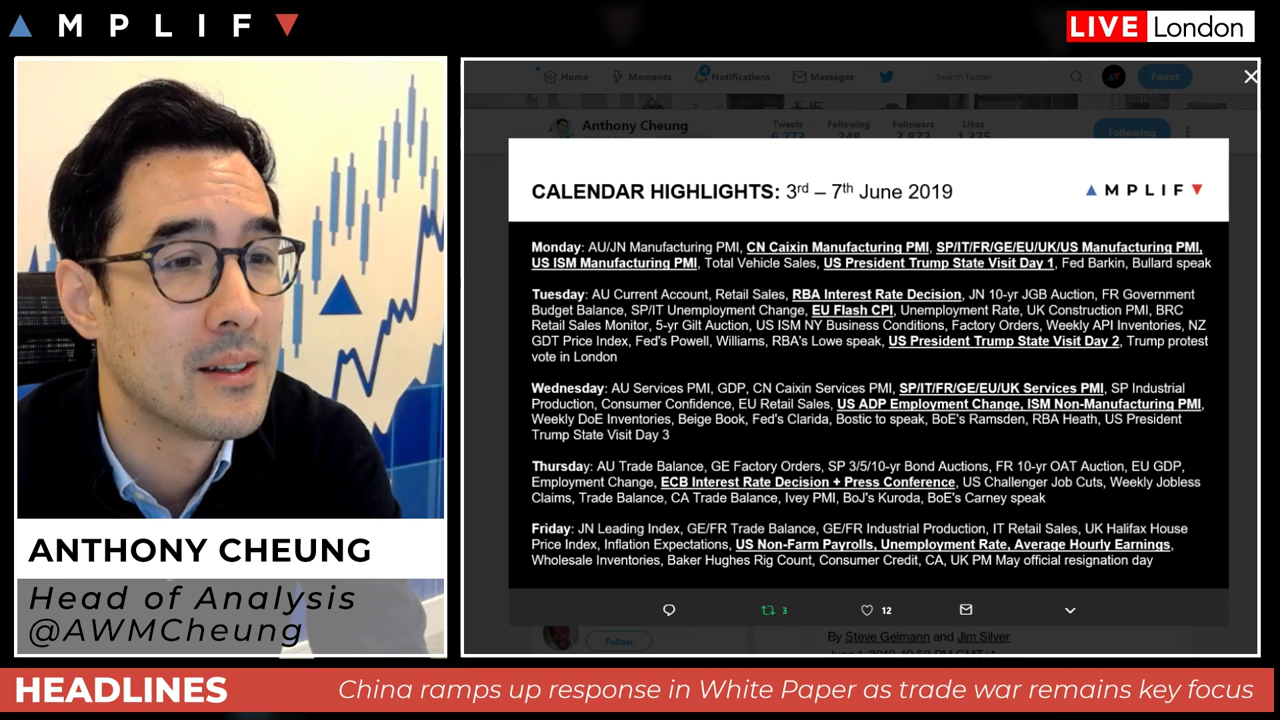 MPLIF
LIVE London
Home Moments Notifications Messages Search Twitter Tweet
Anthony Cheung
Tweets Following Followers Likes
6,273 248 3,872 1,375
Following
CALENDAR HIGHLIGHTS: 3rd – 7th June 2019
MPLIF
Monday: AU/JN Manufacturing PMI, CN Caixin Manufacturing PMI, SP/IT/FR/GE/EU/UK/US Manufacturing PMI,
US ISM Manufacturing PMI, Total Vehicle Sales, US President Trump State Visit Day 1, Fed Barkin, Bullard speak
Tuesday: AU Current Account, Retail Sales, RBA Interest Rate Decision, JN 10-yr JGB Auction, FR Government
Budget Balance, SP/IT Unemployment Change, EU Flash CPI, Unemployment Rate, UK Construction PMI, BRC
Retail Sales Monitor, 5-yr Gilt Auction, US ISM NY Business Conditions, Factory Orders, Weekly API Inventories, NZ
GDT Price Index, Fed's Powell, Williams, RBA's Lowe speak, US President Trump State Visit Day 2, Trump protest
vote in London
Wednesday: AU Services PMI, GDP, CN Caixin Services PMI, SP/IT/FR/GE/EU/UK Services PMI, SP Industrial
Production, Consumer Confidence, EU Retail Sales, US ADP Employment Change, ISM Non-Manufacturing PMI,
Weekly DoE Inventories, Beige Book, Fed's Clarida, Bostic to speak, BoE's Ramsden, RBA Heath, US President
Trump State Visit Day 3
Thursday: AU Trade Balance, GE Factory Orders, SP 3/5/10-yr Bond Auctions, FR 10-yr OAT Auction, EU GDP,
Employment Change, ECB Interest Rate Decision + Press Conference, US Challenger Job Cuts, Weekly Jobless
Claims, Trade Balance, CA Trade Balance, Ivey PMI, BoJ's Kuroda, BoE's Carney speak
Friday: JN Leading Index, GE/FR Trade Balance, GE/FR Industrial Production, IT Retail Sales, UK Halifax House
Price Index, Inflation Expectations, US Non-Farm Payrolls, Unemployment Rate, Average Hourly Earnings,
Wholesale Inventories, Baker Hughes Rig Count, Consumer Credit, CA, UK PM May official resignation day
3 12
Follow
By Steve Geimann and Jim Silver
ANTHONY CHEUNG
Head of Analysis
@AWMCheung
HEADLINES China ramps up response in White Paper as trade war remains key focus